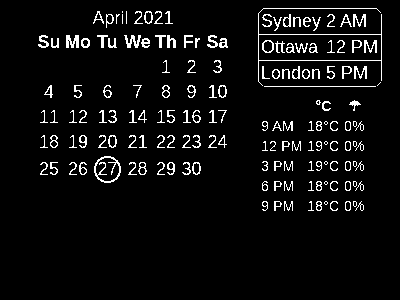 April 2021
Su Mo Tu We Th Fr Sa
1 2 3
4 5 6 7 8 9 10
11 12 13 14 15 16 17
18 19 20 21 22 23 24
25 26 27 28 29 30
Sydney 2 AM
Ottawa 12 PM
London 5 PM
°C ☂
9 AM 18°C 0%
12 PM 19°C 0%
3 PM 19°C 0%
6 PM 18°C 0%
9 PM 18°C 0%